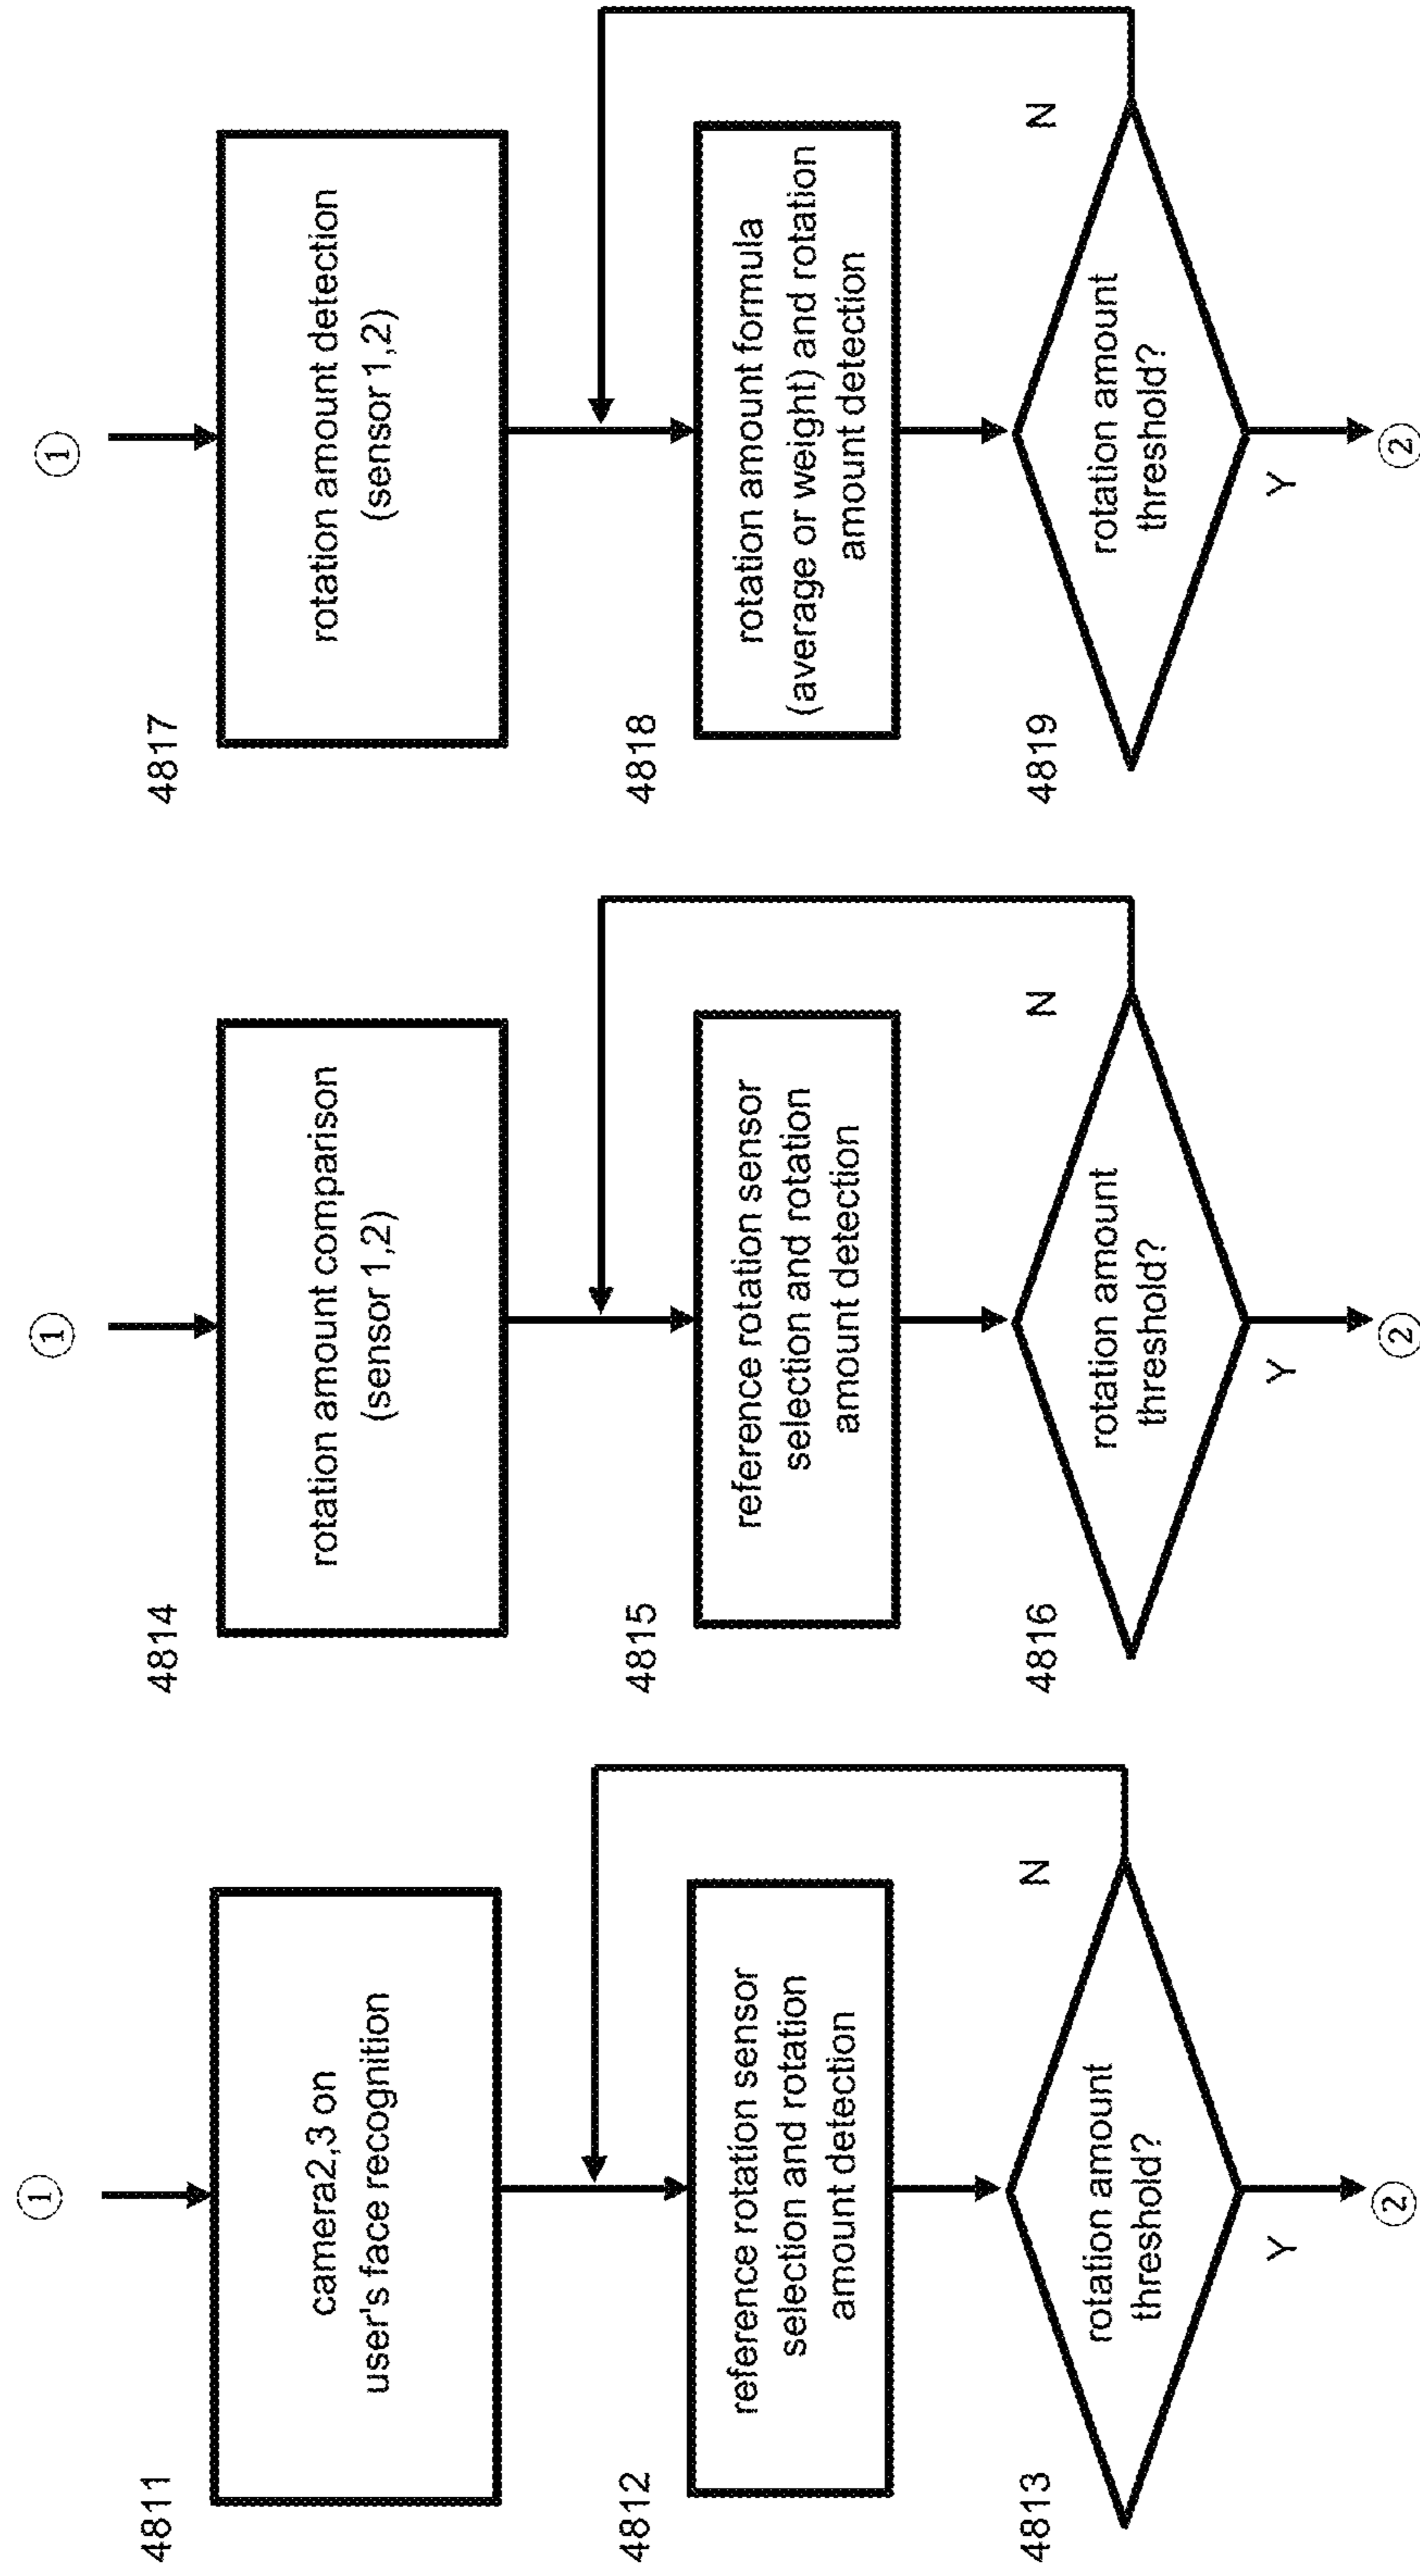 ①
4811
camera2,3 on
user's face recognition
4812
reference rotation sensor
selection and rotation
amount detection
4813
rotation amount
threshold?
N
Y
②
①
4814
rotation amount comparison
(sensor 1,2)
4815
reference rotation sensor
selection and rotation
amount detection
4816
rotation amount
threshold?
N
Y
②
①
4817
rotation amount detection
(sensor 1,2)
4818
rotation amount formula
(average or weight) and rotation
amount detection
4819
rotation amount
threshold?
N
Y
②